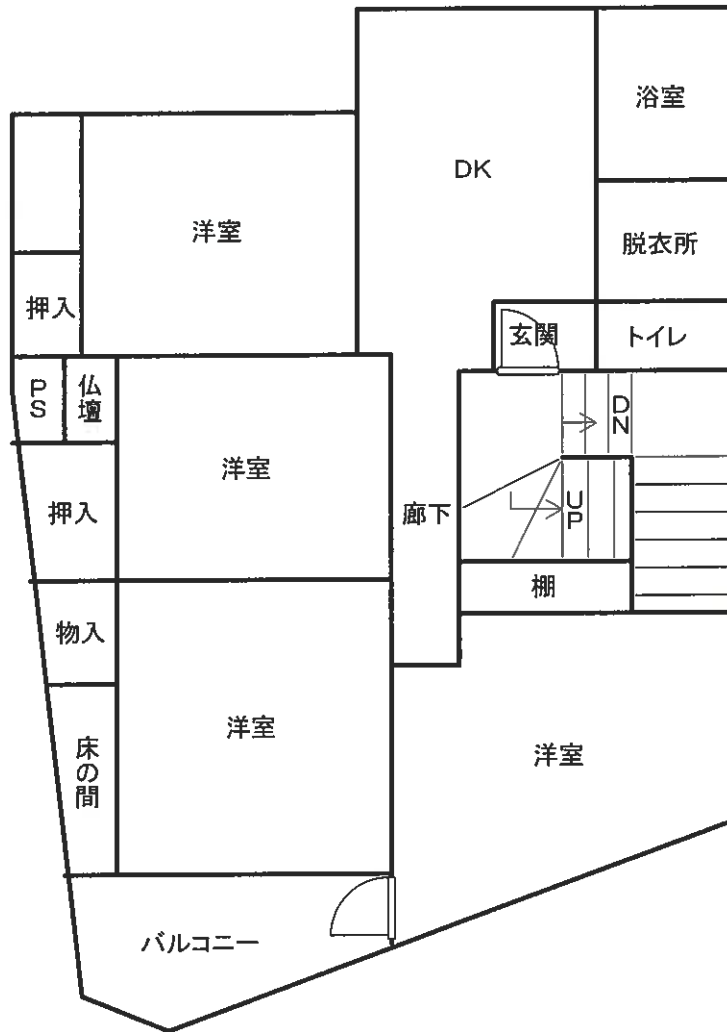 浴室
DK
洋室
脱衣所
押入
玄関
トイレ
PS
仏壇
DN
洋室
押入
廊下
UP
棚
物入
洋室
床の間
洋室
バルコニー